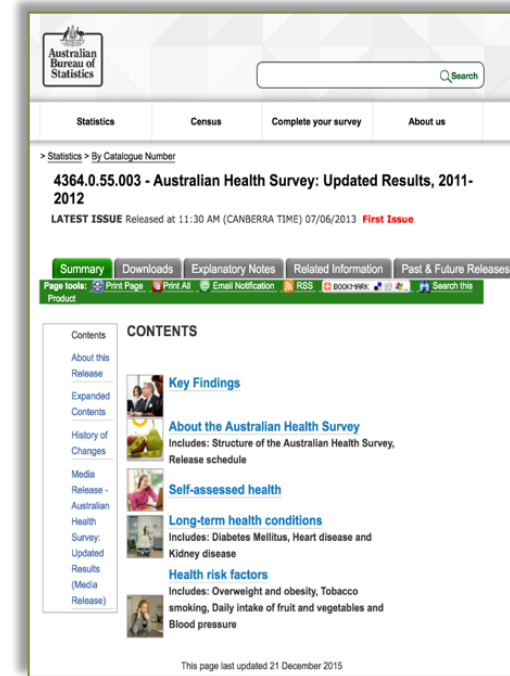 Australian
Bureau of
Statistics
Search
Statistics Census Complete your survey About us
> Statistics > By Catalogue Number
4364.0.55.003 - Australian Health Survey: Updated Results, 2011-
2012
LATEST ISSUE Released at 11:30 AM (CANBERRA TIME) 07/06/2013 First Issue
Summary Downloads Explanatory Notes Related Information Past & Future Releases
Page tools: Print Page Print All Email Notification RSS BOOKMARK Search this
Product
Contents
About this
Release
Expanded
Contents
History of
Changes
Media
Release -
Australian
Health
Survey:
Updated
Results
(Media
Release)
CONTENTS
Key Findings
About the Australian Health Survey
Includes: Structure of the Australian Health Survey,
Release schedule
Self-assessed health
Long-term health conditions
Includes: Diabetes Mellitus, Heart disease and
Kidney disease
Health risk factors
Includes: Overweight and obesity, Tobacco
smoking, Daily intake of fruit and vegetables and
Blood pressure
This page last updated 21 December 2015